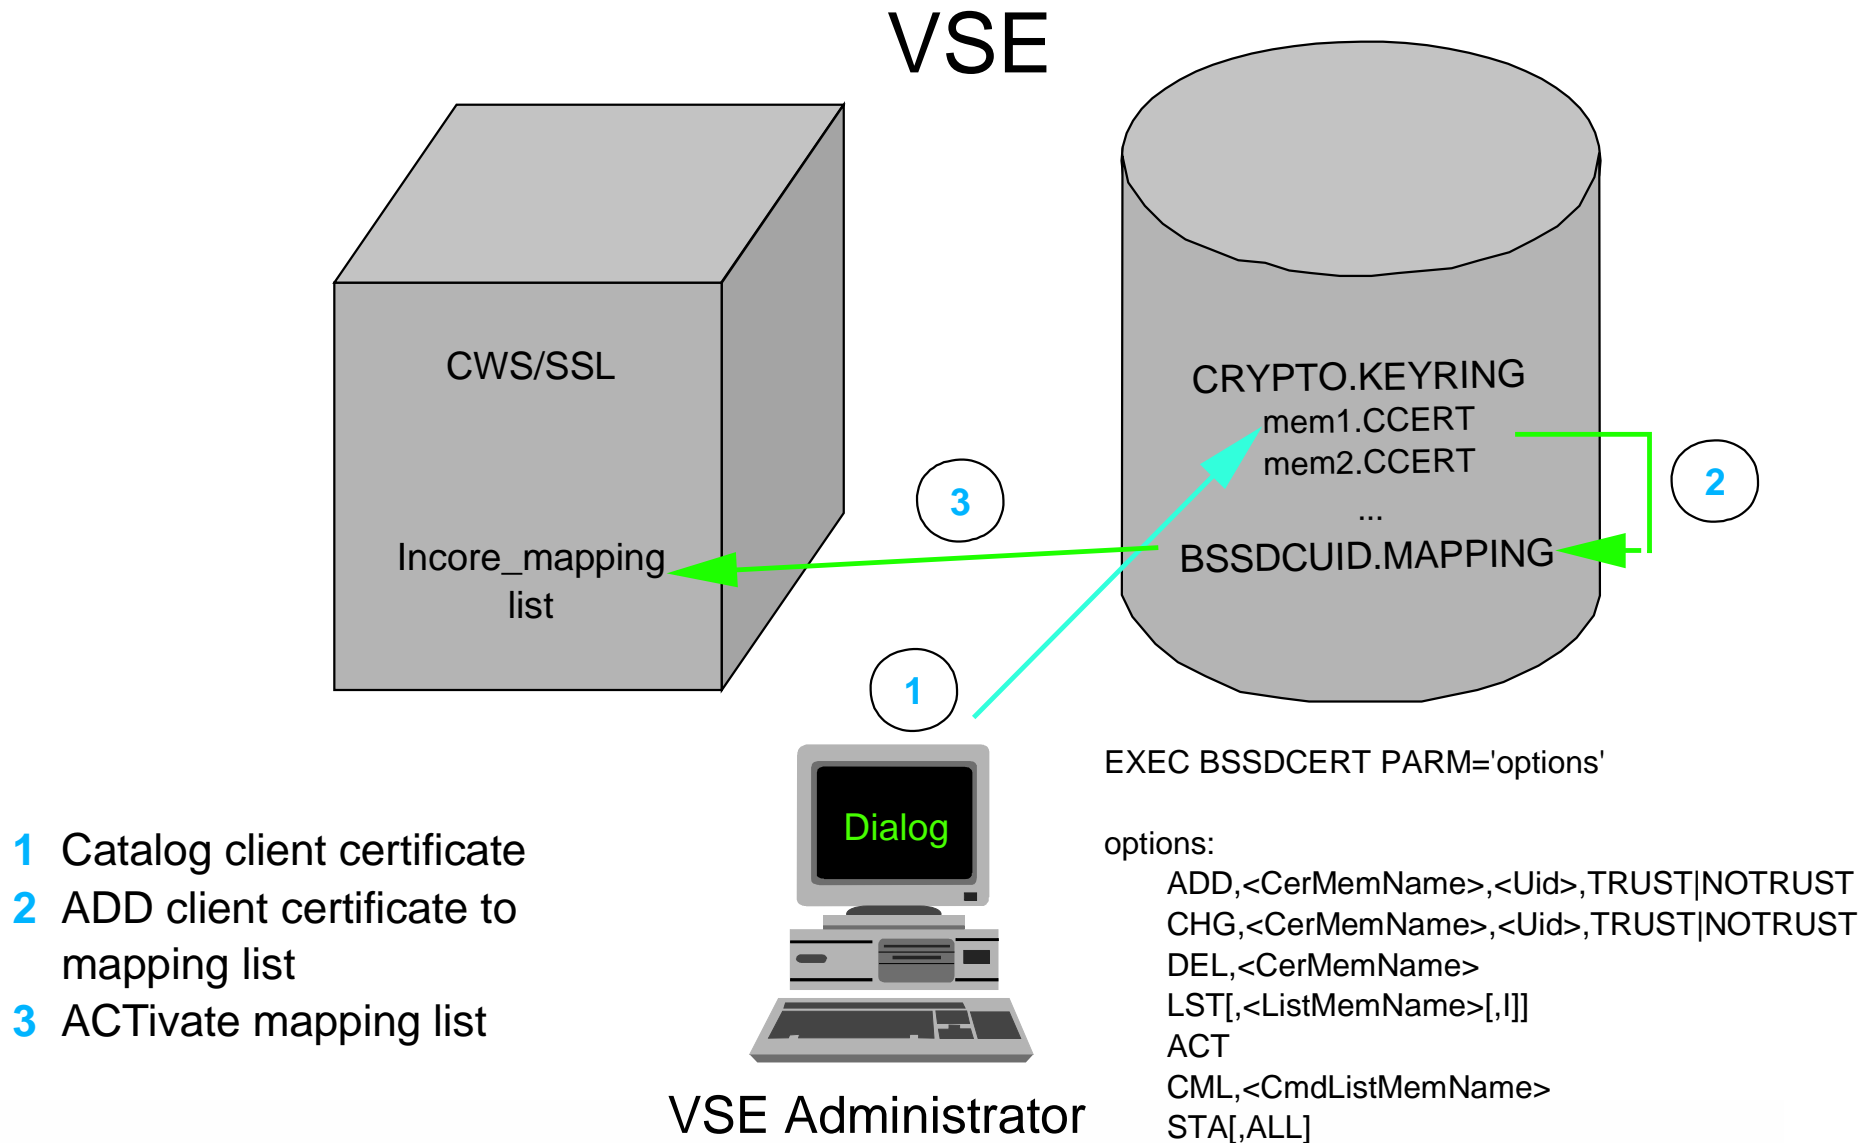 VSE
CWS/SSL
Incore_mapping
list
CRYPTO.KEYRING
mem1.CCERT
mem2.CCERT
...
BSSDCUID.MAPPING
2
3
1
Dialog
VSE Administrator
1 Catalog client certificate
2 ADD client certificate to
mapping list
3 ACTivate mapping list
EXEC BSSDCERT PARM='options'
options:
ADD,<CerMemName>,<Uid>,TRUST|NOTRUST
CHG,<CerMemName>,<Uid>,TRUST|NOTRUST
DEL,<CerMemName>
LST[,<ListMemName>[,I]]
ACT
CML,<CmdListMemName>
STA[,ALL]